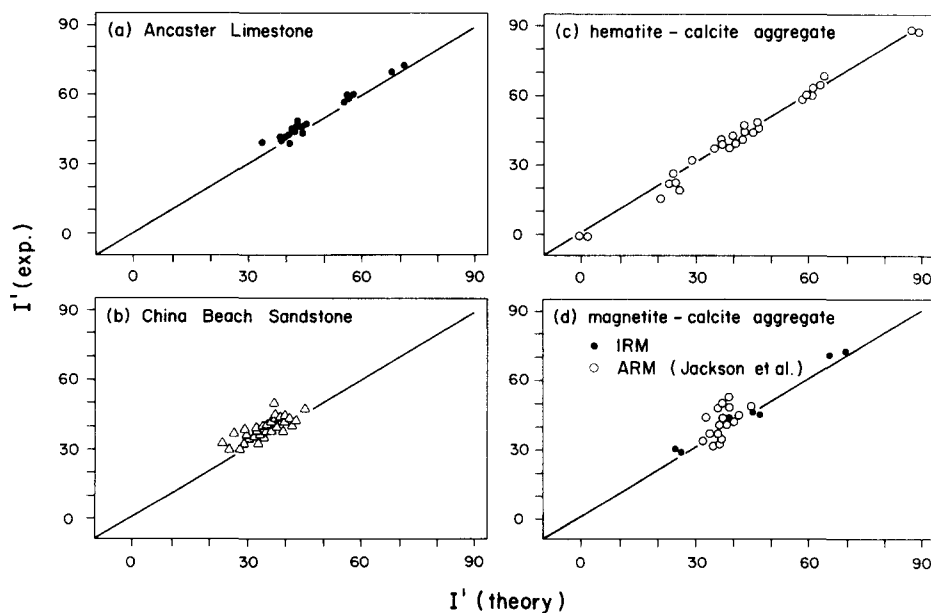 (a) Ancaster Limestone
90
60
30
0
0 30 60 90
(c) hematite – calcite aggregate
90
60
30
0
0 30 60 90
I' (exp.)
(b) China Beach Sandstone
90
60
30
0
0 30 60 90
(d) magnetite – calcite aggregate
IRM
ARM (Jackson et al.)
90
60
30
0
0 30 60 90
I' (theory)